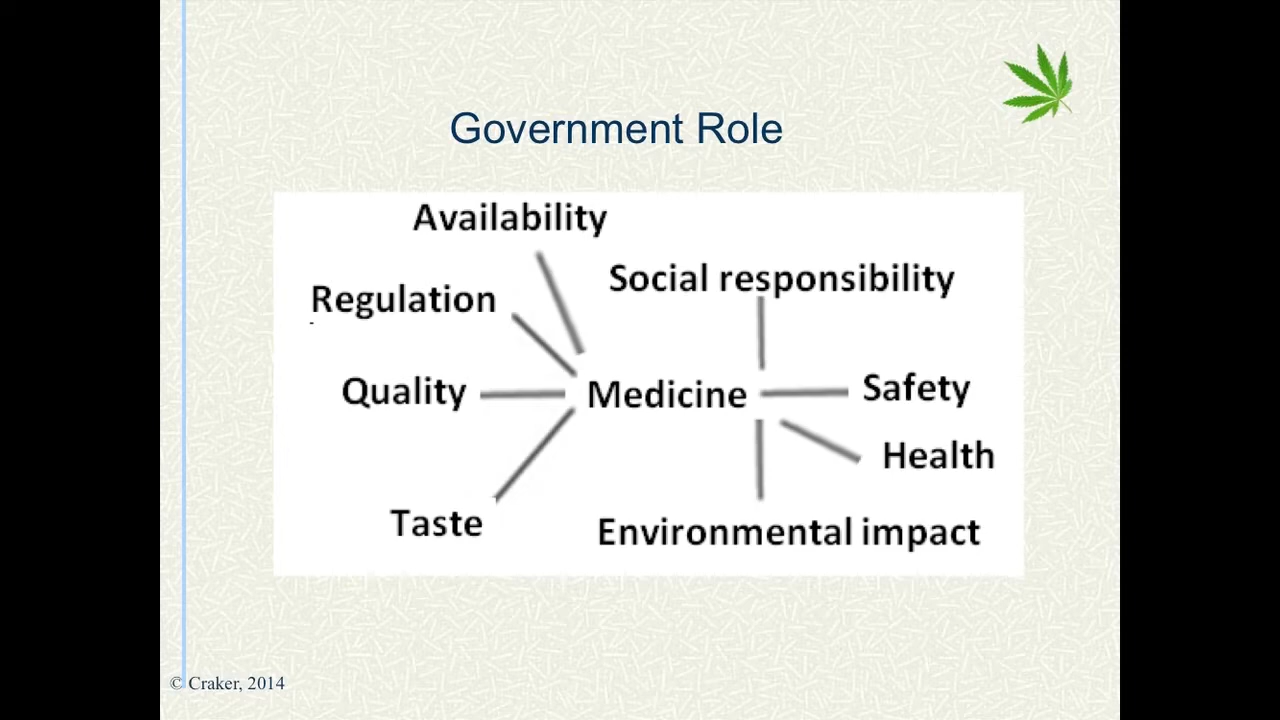 Government Role
Availability
Social responsibility
Regulation
Quality
Medicine
Safety
Health
Taste
Environmental impact
© Craker, 2014